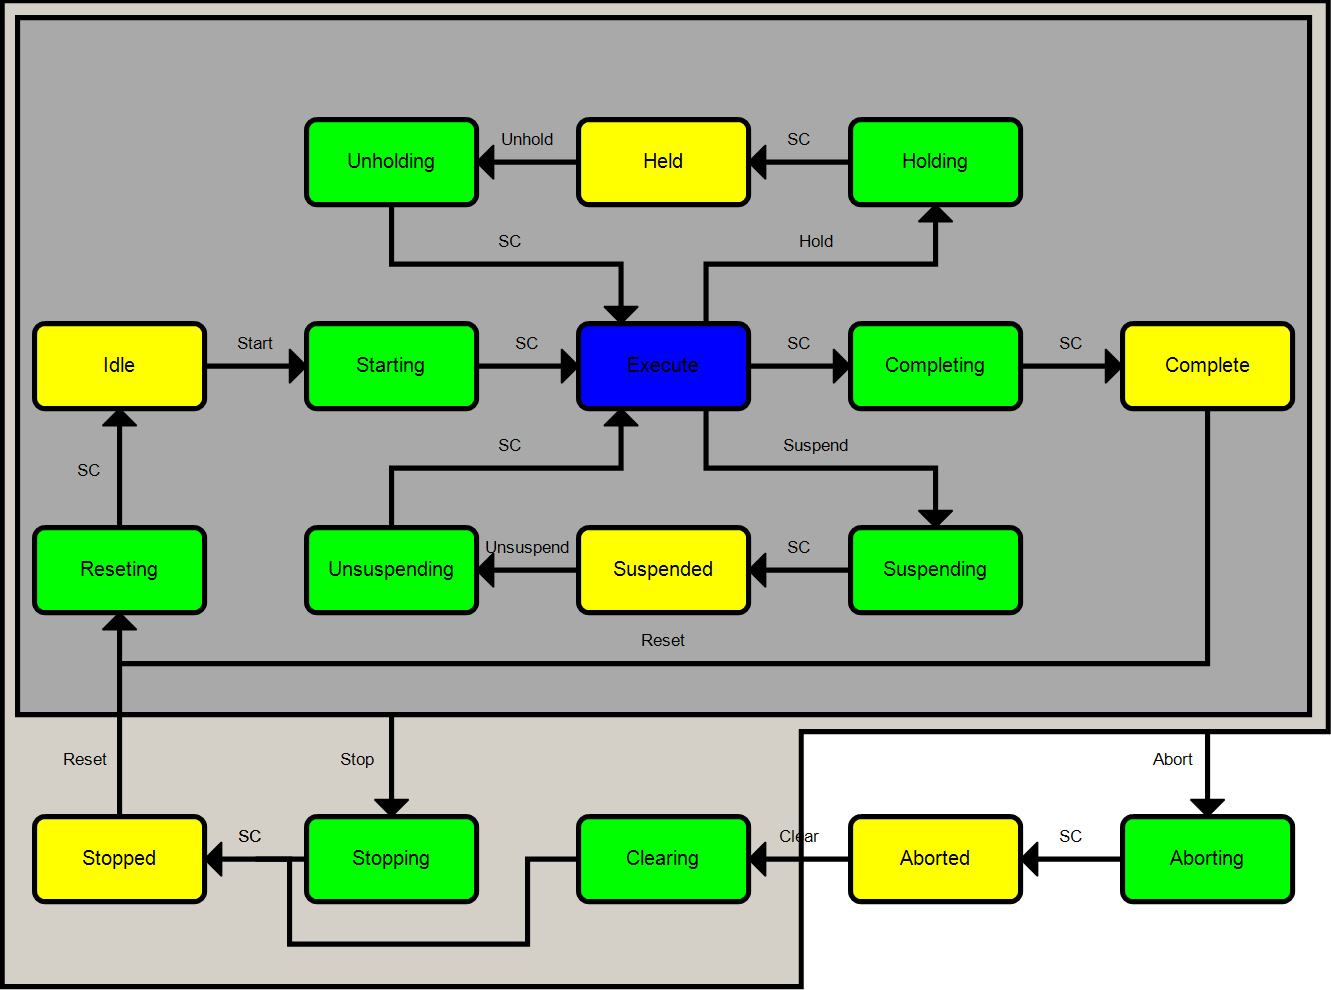 Unhold
SC
Unholding
Held
Holding
SC
Hold
Start
SC
SC
SC
Idle
Starting
Execute
Completing
Complete
SC
Suspend
SC
Unsuspend
SC
Reseting
Unsuspending
Suspended
Suspending
Reset
Reset
Stop
Abort
SC
Clear
SC
Stopped
Stopping
Clearing
Aborted
Aborting